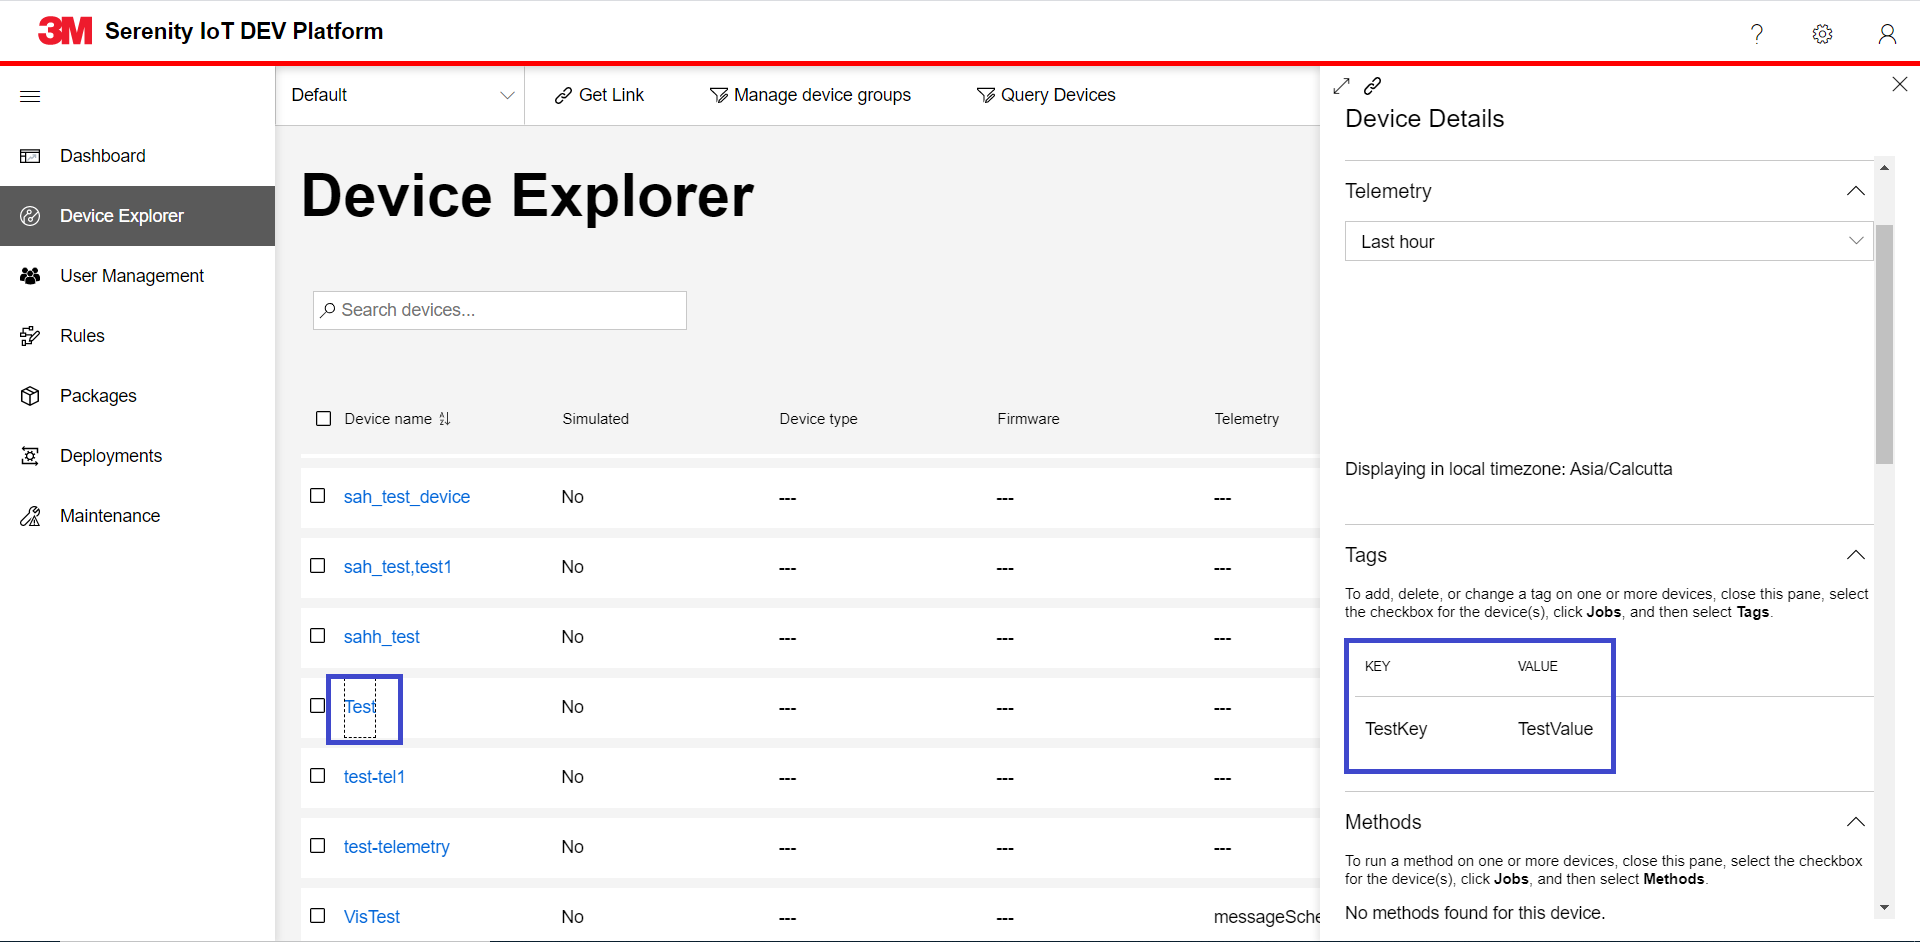 3M Serenity IoT DEV Platform
Default
Get Link
Manage device groups
Query Devices
Dashboard
Device Explorer
User Management
Rules
Packages
Deployments
Maintenance
Device Explorer
Search devices...
Device name Simulated Device type Firmware Telemetry
sah_test_device No --- --- ---
sah_test,test1 No --- --- ---
sahh_test No --- --- ---
Test No --- --- ---
test-tel1 No --- --- ---
test-telemetry No --- --- ---
VisTest No --- --- messageSche
Device Details
Telemetry
Last hour
Displaying in local timezone: Asia/Calcutta
Tags
To add, delete, or change a tag on one or more devices, close this pane, select
the checkbox for the device(s), click Jobs, and then select Tags.
KEY VALUE
TestKey TestValue
Methods
To run a method on one or more devices, close this pane, select the checkbox
for the device(s), click Jobs, and then select Methods.
No methods found for this device.